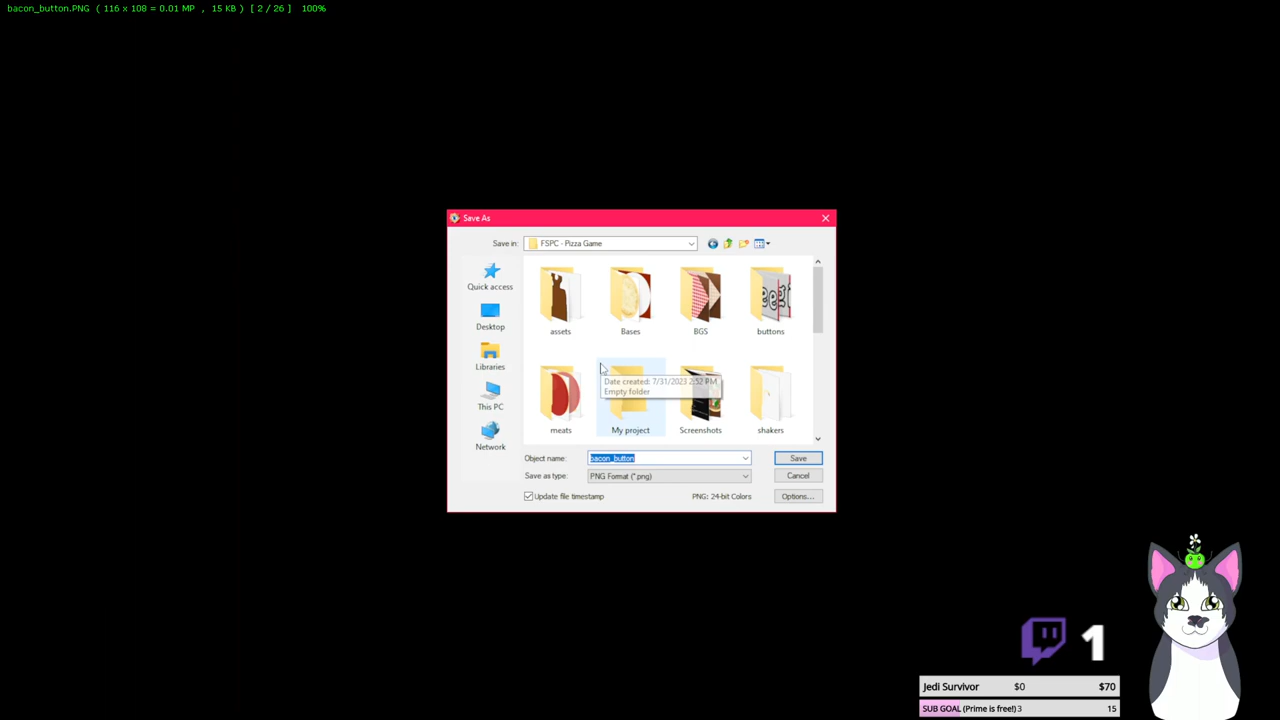 bacon_button.PNG ( 116 x 108 = 0.01 MP , 15 KB ) [ 2 / 26 ] 100%
Save As
Save in: FSPC - Pizza Game
Quick access
Desktop
Libraries
This PC
Network
assets Bases BGS buttons
Date created: 7/31/2023 2:52 PM
Empty folder
meats My project Screenshots shakers
Object name: bacon_button Save
Save as type: PNG Format (*.png) Cancel
Update file timestamp PNG: 24-bit Colors Options...
1
Jedi Survivor $0 $70
SUB GOAL (Prime is free!) 3 15